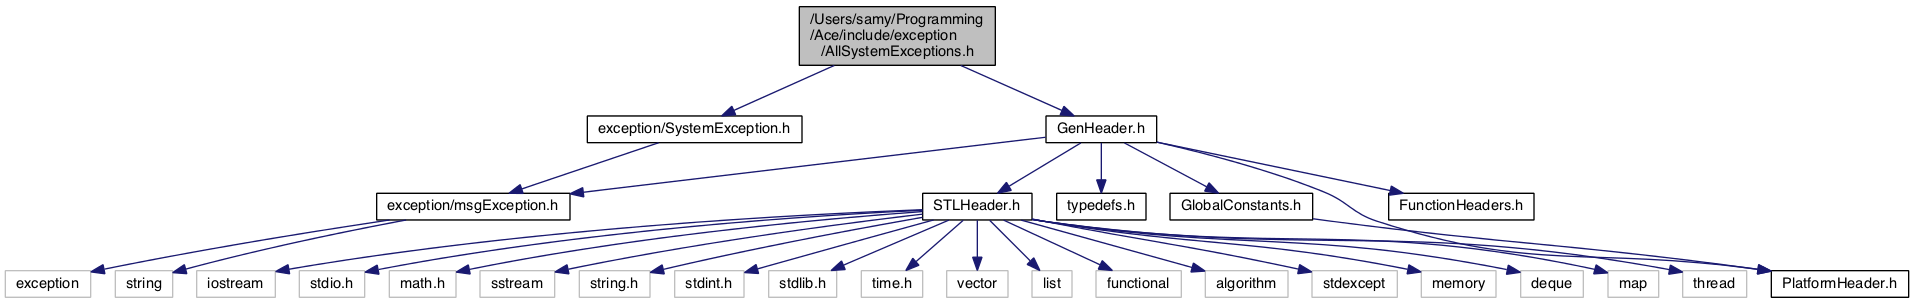 /Users/samy/Programming
/Ace/include/exception
/AllSystemExceptions.h
exception/SystemException.h
GenHeader.h
exception/msgException.h
STLHeader.h
typedefs.h
GlobalConstants.h
FunctionHeaders.h
exception
string
iostream
stdio.h
math.h
sstream
string.h
stdint.h
stdlib.h
time.h
vector
list
functional
algorithm
stdexcept
memory
deque
map
thread
PlatformHeader.h